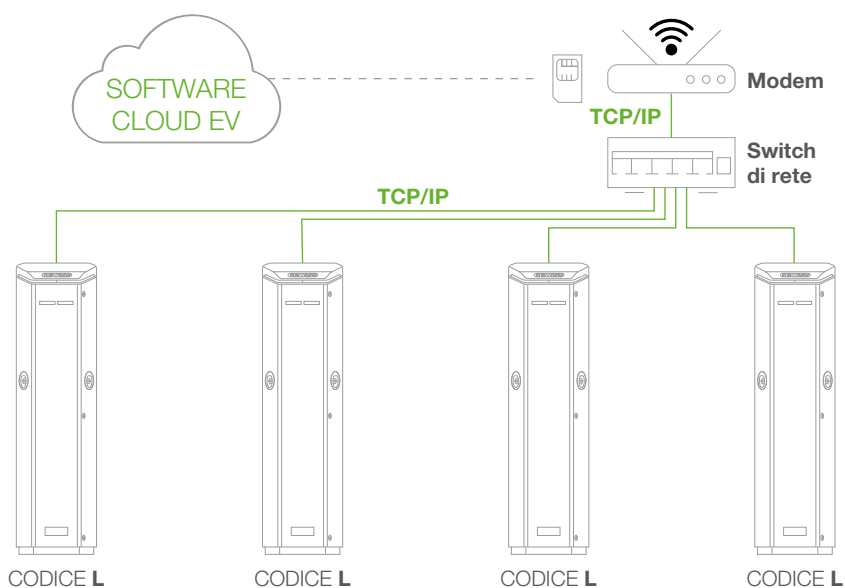 SOFTWARE
CLOUD EV
Modem
TCP/IP
Switch
di rete
TCP/IP
CODICE L
CODICE L
CODICE L
CODICE L